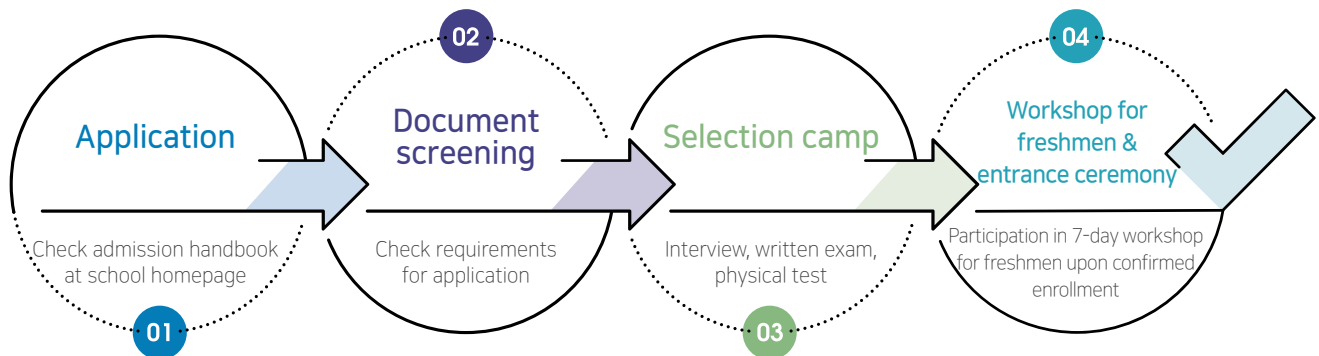 01
Application
Check admission handbook
at school homepage
02
Document
screening
Check requirements
for application
03
Selection camp
Interview, written exam,
physical test
04
Workshop for
freshmen &
entrance ceremony
Participation in 7-day workshop
for freshmen upon confirmed
enrollment